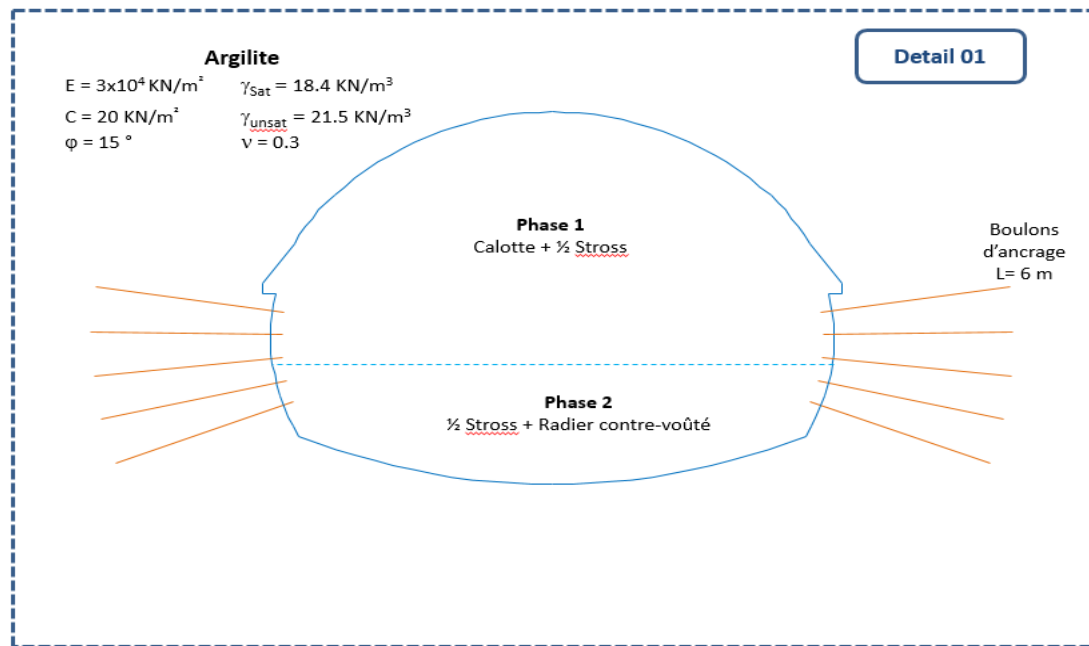 Argilite
Detail 01
E = 3x10⁴ KN/m²
γSat = 18.4 KN/m³
C = 20 KN/m²
γunsat = 21.5 KN/m³
φ = 15 °
ν = 0.3
Phase 1
Calotte + ½ Stross
Boulons
d’ancrage
L= 6 m
Phase 2
½ Stross + Radier contre-voûté